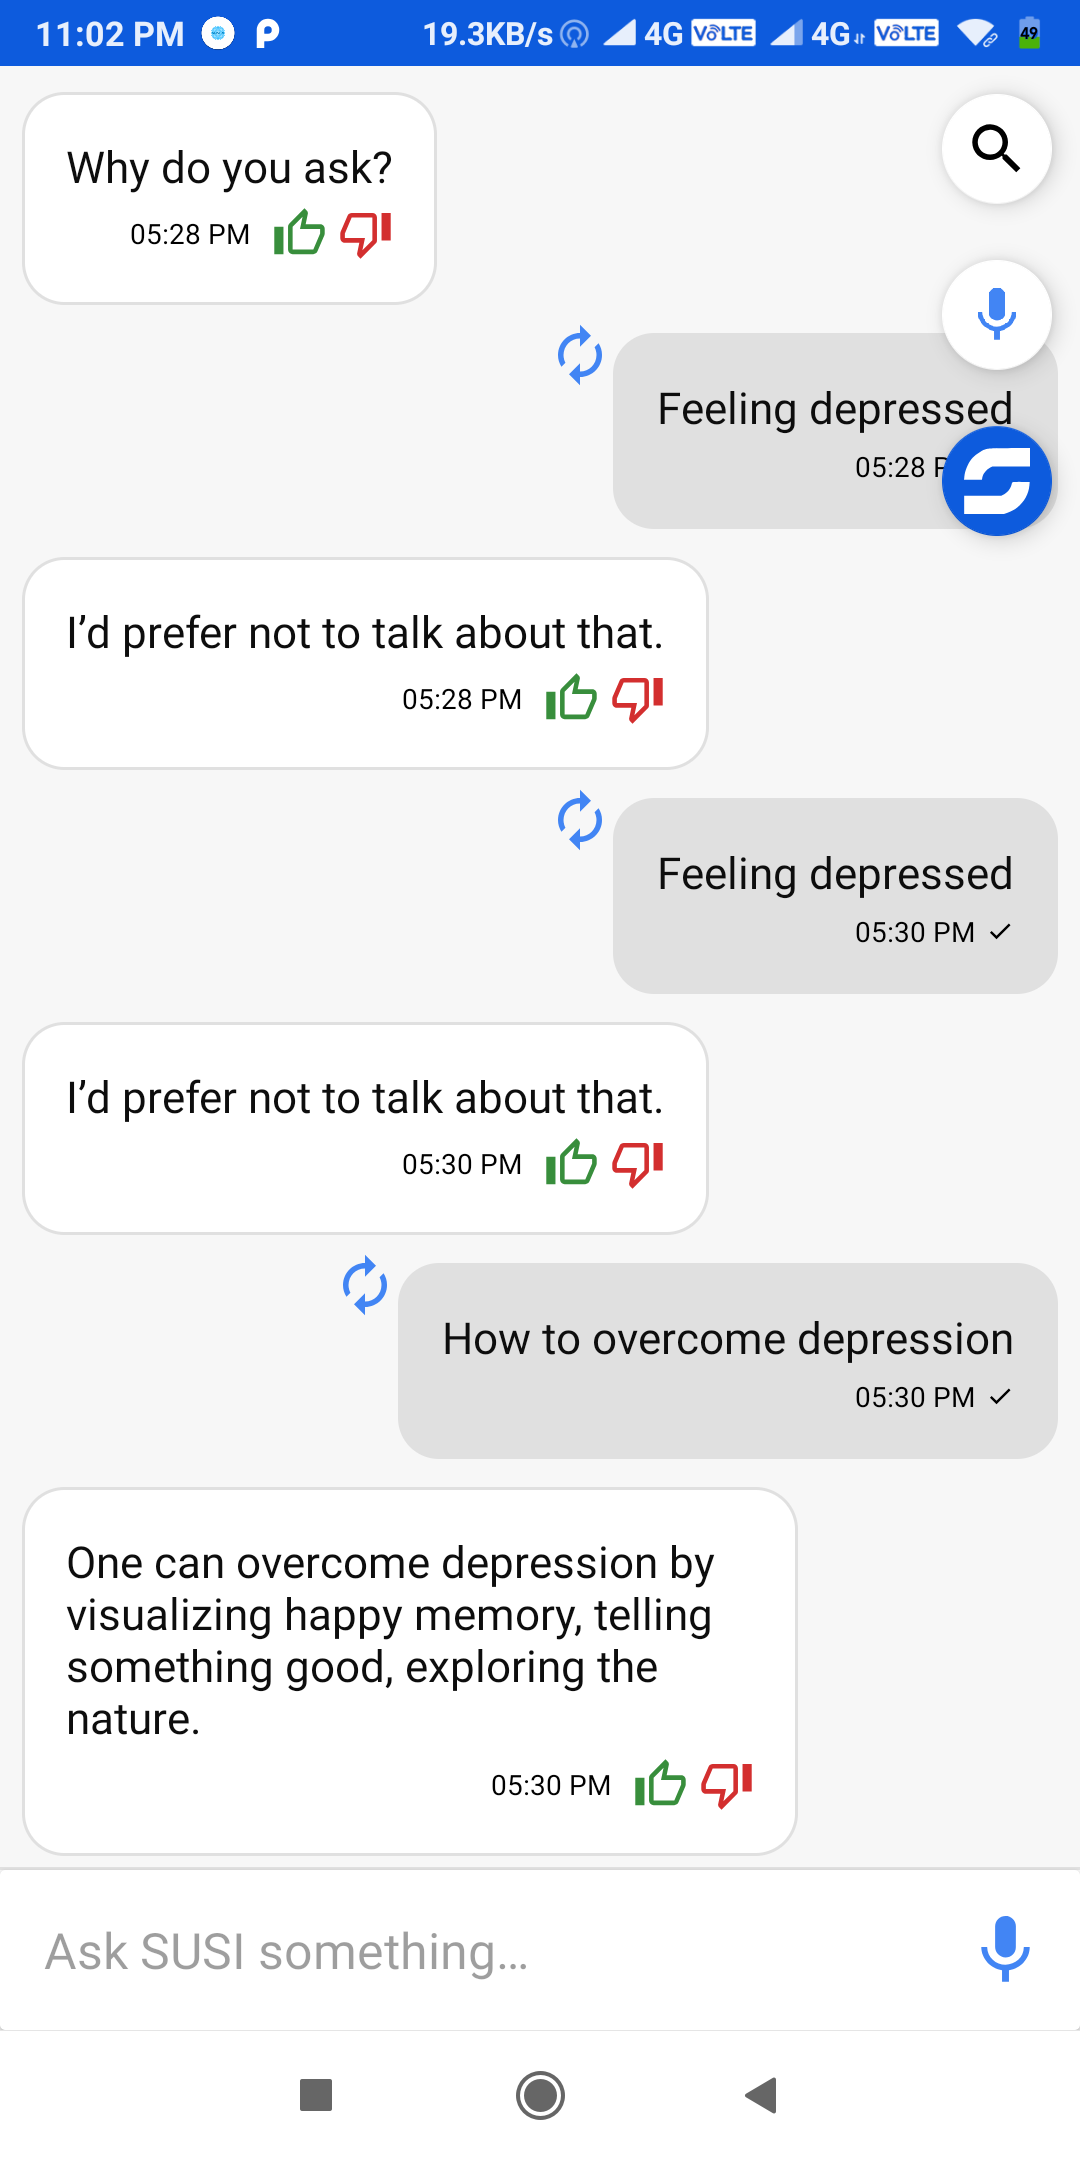 11:02 PM 19.3KB/s 4G VoLTE 4G VoLTE 49
Why do you ask?
05:28 PM
Feeling depressed
05:28
I’d prefer not to talk about that.
05:28 PM
Feeling depressed
05:30 PM
I’d prefer not to talk about that.
05:30 PM
How to overcome depression
05:30 PM
One can overcome depression by
visualizing happy memory, telling
something good, exploring the
nature.
05:30 PM
Ask SUSI something...